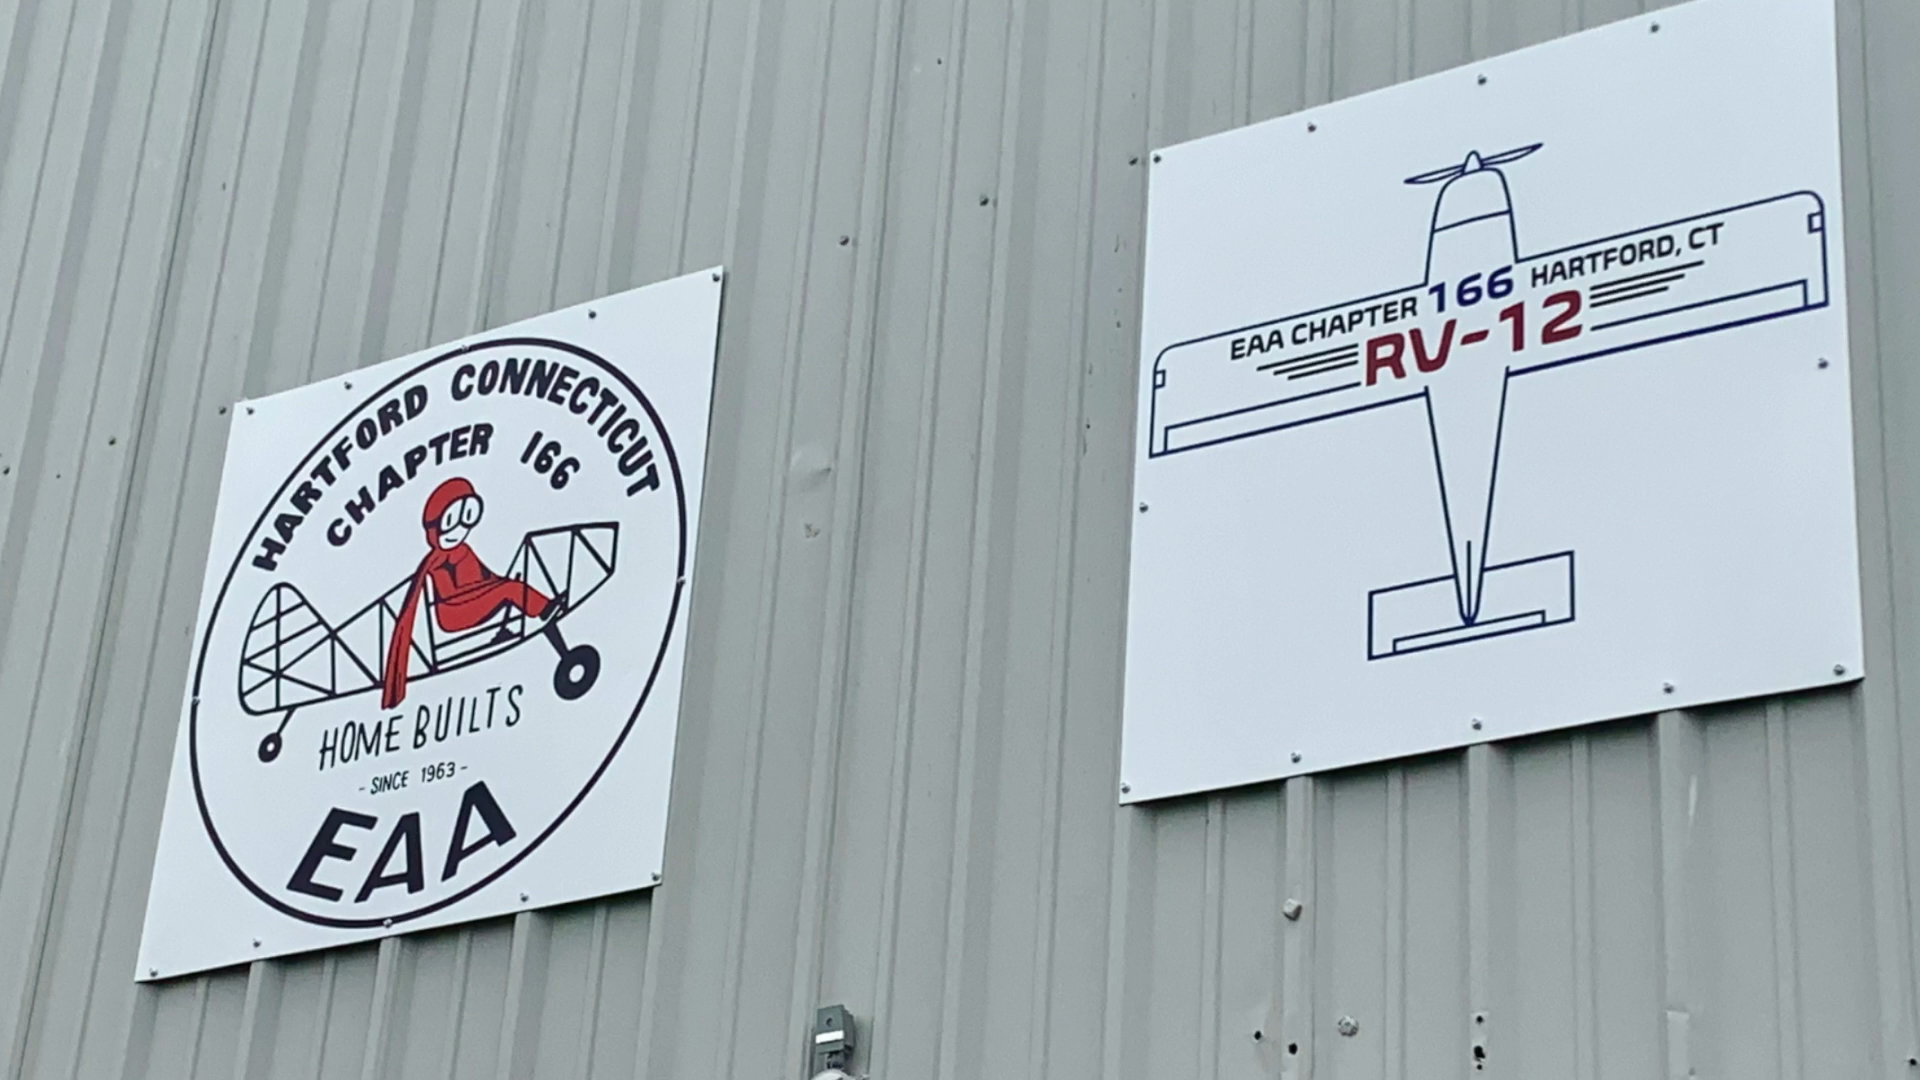 HARTFORD CONNECTICUT
CHAPTER 166
HOME BUILTS
- SINCE 1963 -
EAA
EAA CHAPTER 166 HARTFORD, CT
RV-12